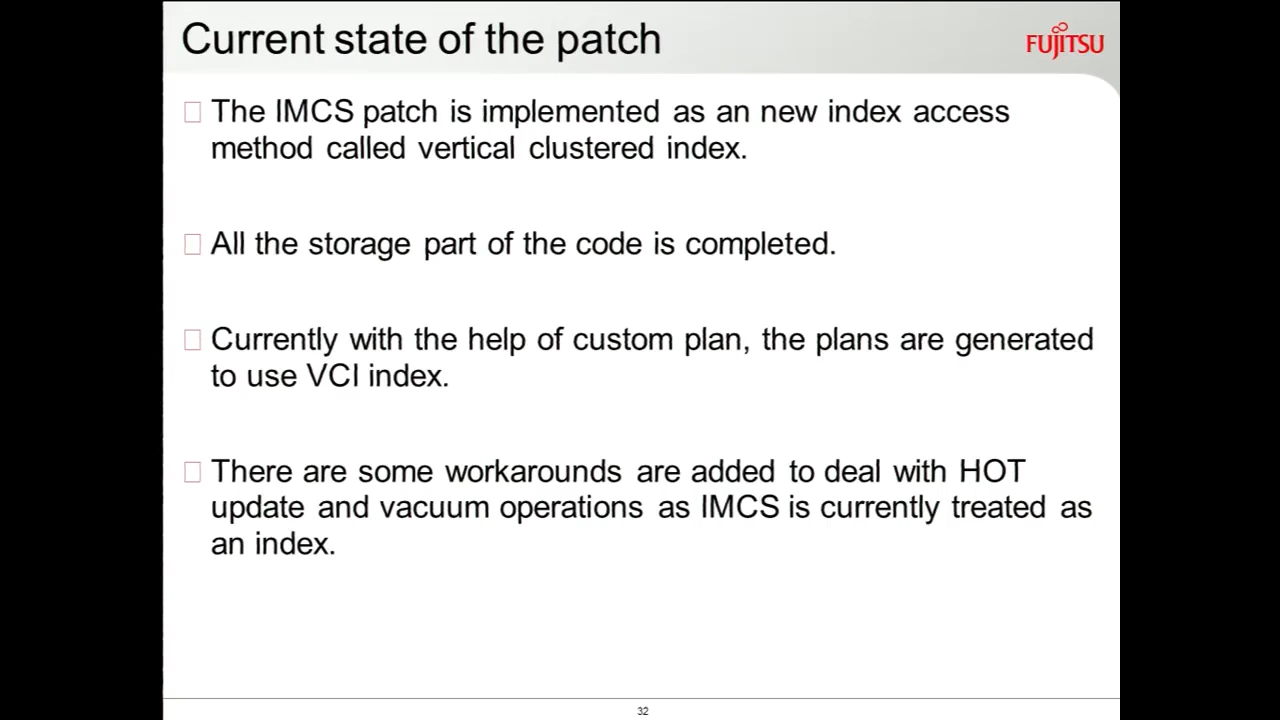 Current state of the patch
FUJITSU
The IMCS patch is implemented as an new index access
method called vertical clustered index.
All the storage part of the code is completed.
Currently with the help of custom plan, the plans are generated
to use VCI index.
There are some workarounds are added to deal with HOT
update and vacuum operations as IMCS is currently treated as
an index.
32